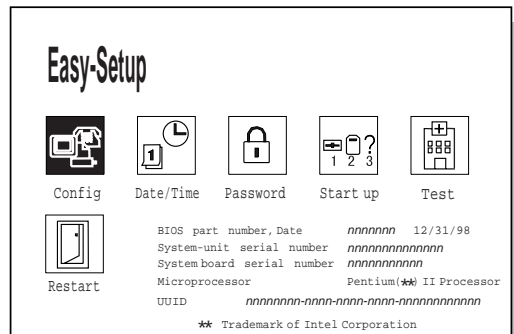 Easy-Setup
1
1 2 3
Config Date/Time Password Start up Test
Restart
BIOS part number, Date nnnnnnn 12/31/98
System-unit serial number nnnnnnnnnnnnnn
System board serial number nnnnnnnnnnn
Microprocessor Pentium(**) II Processor
UUID nnnnnnnn-nnnn-nnnn-nnnn-nnnnnnnnnnnn
** Trademark of Intel Corporation